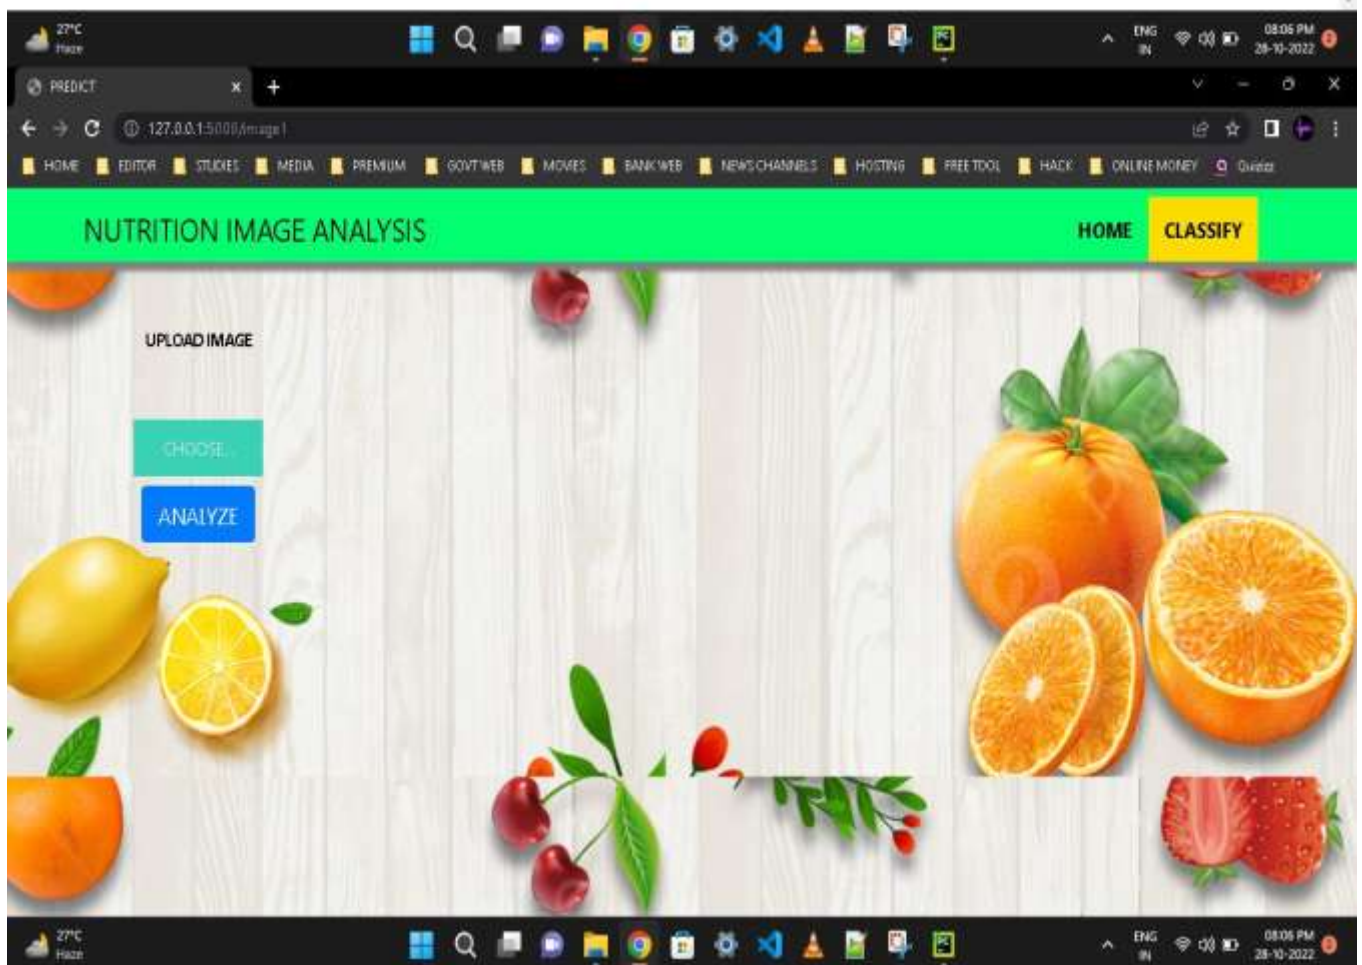 27°C
Haze
ENG
IN
08:05 PM
28-10-2022
PREDICT
127.0.0.1:5000/image1
HOME EDITOR STUDIES MEDIA PREMIUM GOVT WEB MOVIES BANK WEB NEWS CHANNELS HOSTING FREE TOOL HACK ONLINE MONEY
NUTRITION IMAGE ANALYSIS HOME CLASSIFY
UPLOAD IMAGE
CHOOSE...
ANALYZE
27°C
Haze
ENG
IN
08:05 PM
28-10-2022